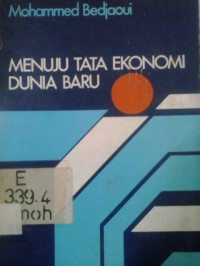 Mohammed Bedjaoui
MENUJU TATA EKONOMI
DUNIA BARU
E
339.4
moh